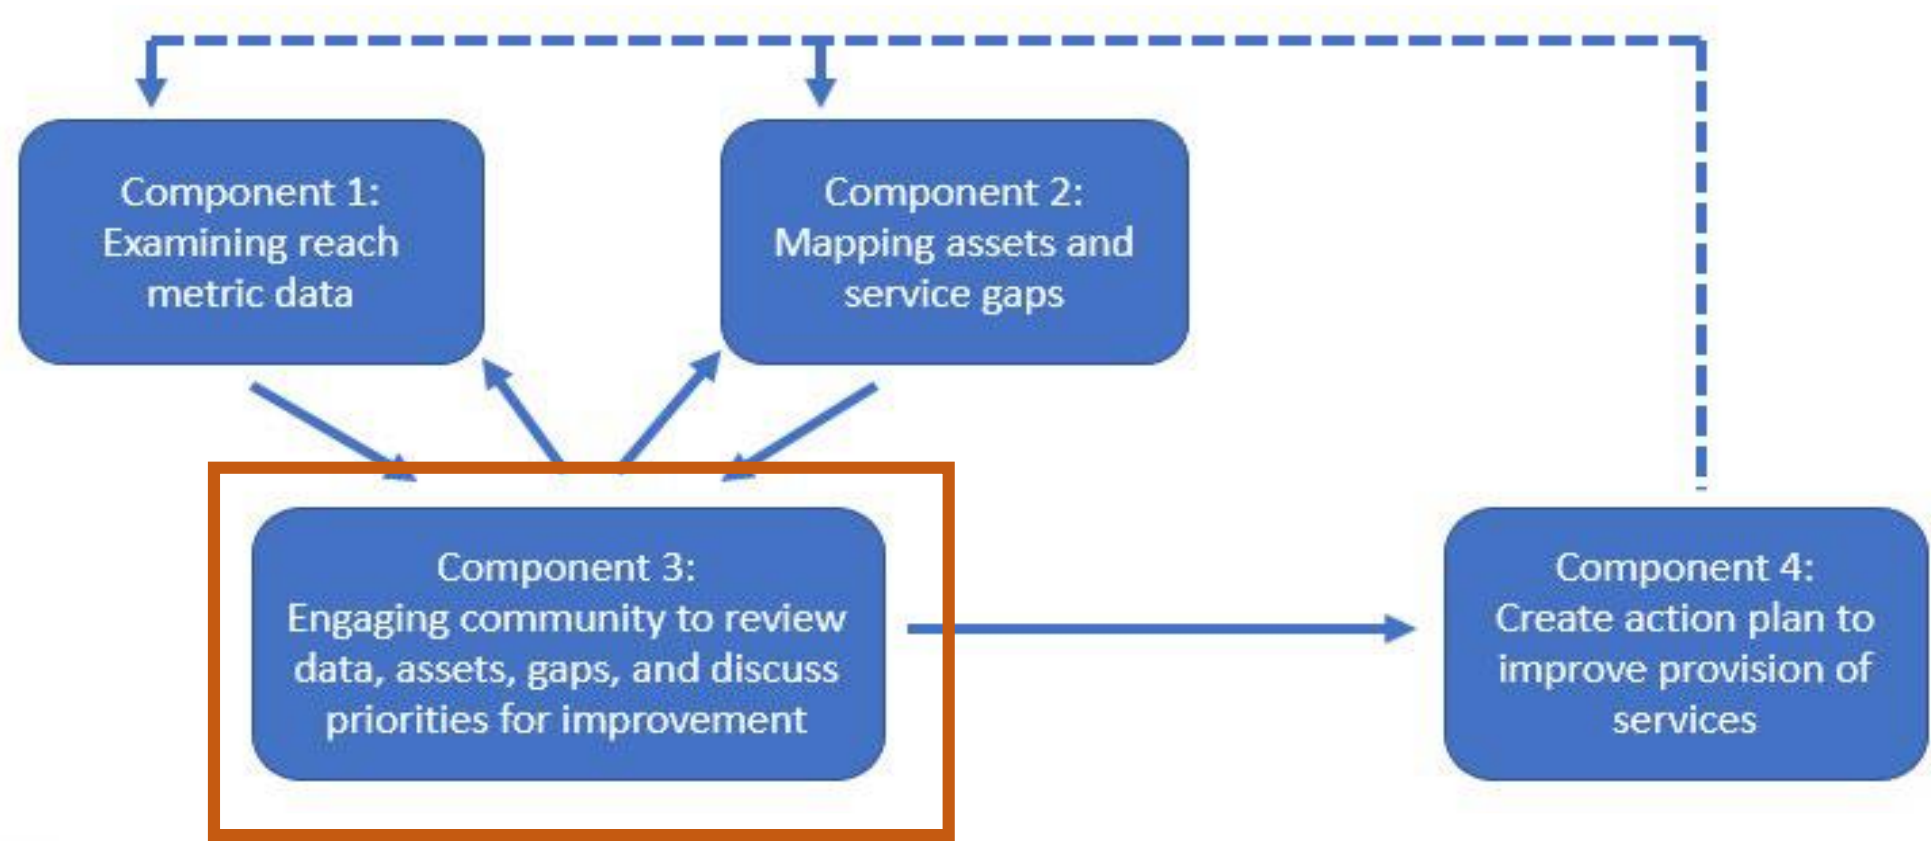 Component 1:
Examining reach
metric data
Component 2:
Mapping assets and
service gaps
Component 3:
Engaging community to review
data, assets, gaps, and discuss
priorities for improvement
Component 4:
Create action plan to
improve provision of
services